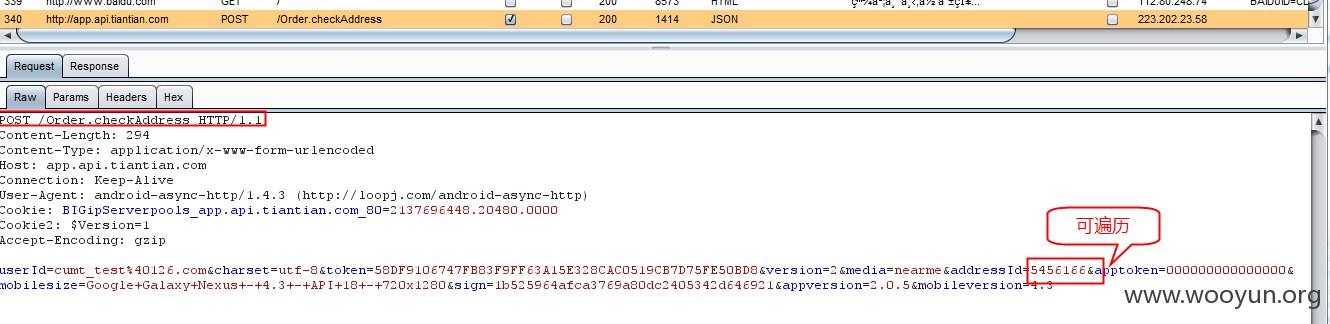 339 http://www.baidu.com GET / 200 8573 HTML 112.80.248.74 BAIDUID=CE
340 http://app.api.tiantian.com POST /Order.checkAddress 200 1414 JSON 223.202.23.58
Request Response
Raw Params Headers Hex
POST /Order.checkAddress HTTP/1.1
Content-Length: 294
Content-Type: application/x-www-form-urlencoded
Host: app.api.tiantian.com
Connection: Keep-Alive
User-Agent: android-async-http/1.4.3 (http://loopj.com/android-async-http)
Cookie: BIGipServerpools_app.api.tiantian.com_80=2137696448.20480.0000
Cookie2: $Version=1
Accept-Encoding: gzip
可遍历
userId=cumt_test%40126.com&charset=utf-8&token=58DF9106747FB83F9FF63A15E328CAC0519CB7D75FE50BD8&version=2&media=nearme&addressId=5456166&apptoken=000000000000000&
mobilesize=Google+Galaxy+Nexus+-+4.3+-+API+18+-+720x1280&sign=1b525964afca3769a80dc2405342d646921&appversion=2.0.5&mobileversion=4.3
www.wooyun.org